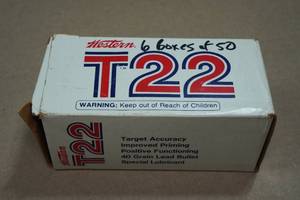 Western 6 boxes of 50
T22
WARNING: Keep out of Reach of Children
Western
T22
Target Accuracy
Improved Priming
Positive Functioning
40 Grain Lead Bullet
Special Lubricant